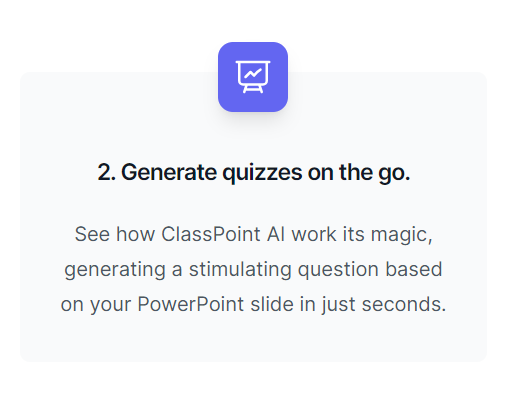 2. Generate quizzes on the go.
See how ClassPoint AI work its magic,
generating a stimulating question based
on your PowerPoint slide in just seconds.